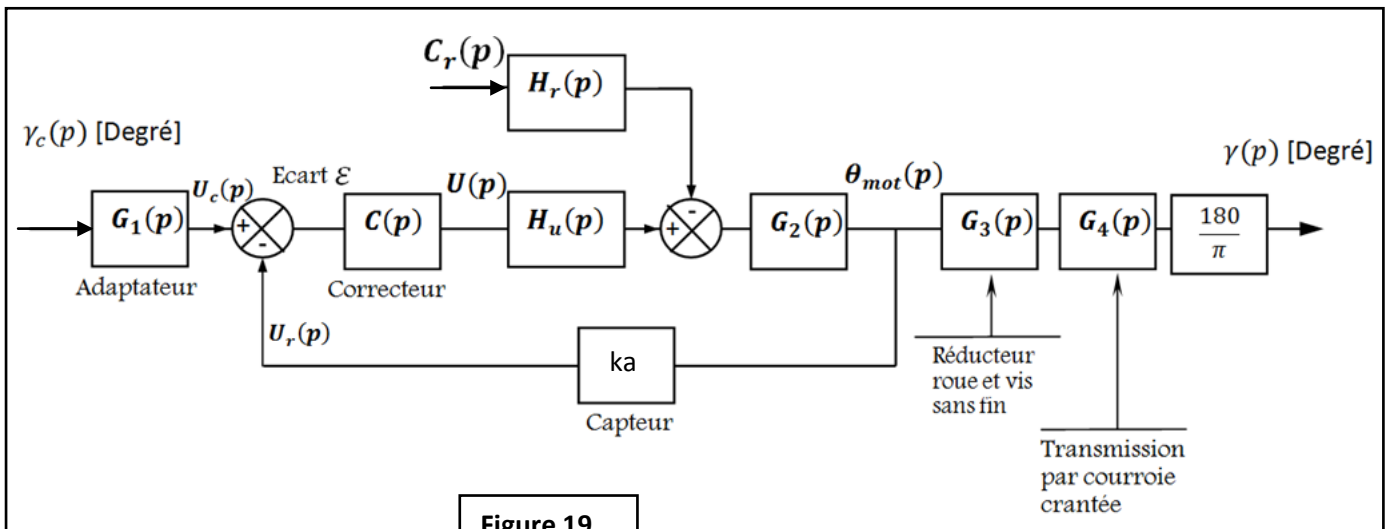 C_r(p)
H_r(p)
γ_c(p) [Degré]
γ(p) [Degré]
U_c(p)
Ecart ℇ
U(p)
θ_mot(p)
G_1(p)
+
-
C(p)
H_u(p)
+
-
G_2(p)
G_3(p)
G_4(p)
180
π
Adaptateur
Correcteur
U_r(p)
ka
Capteur
Réducteur
roue et vis
sans fin
Transmission
par courroie
crantée
Figure 19